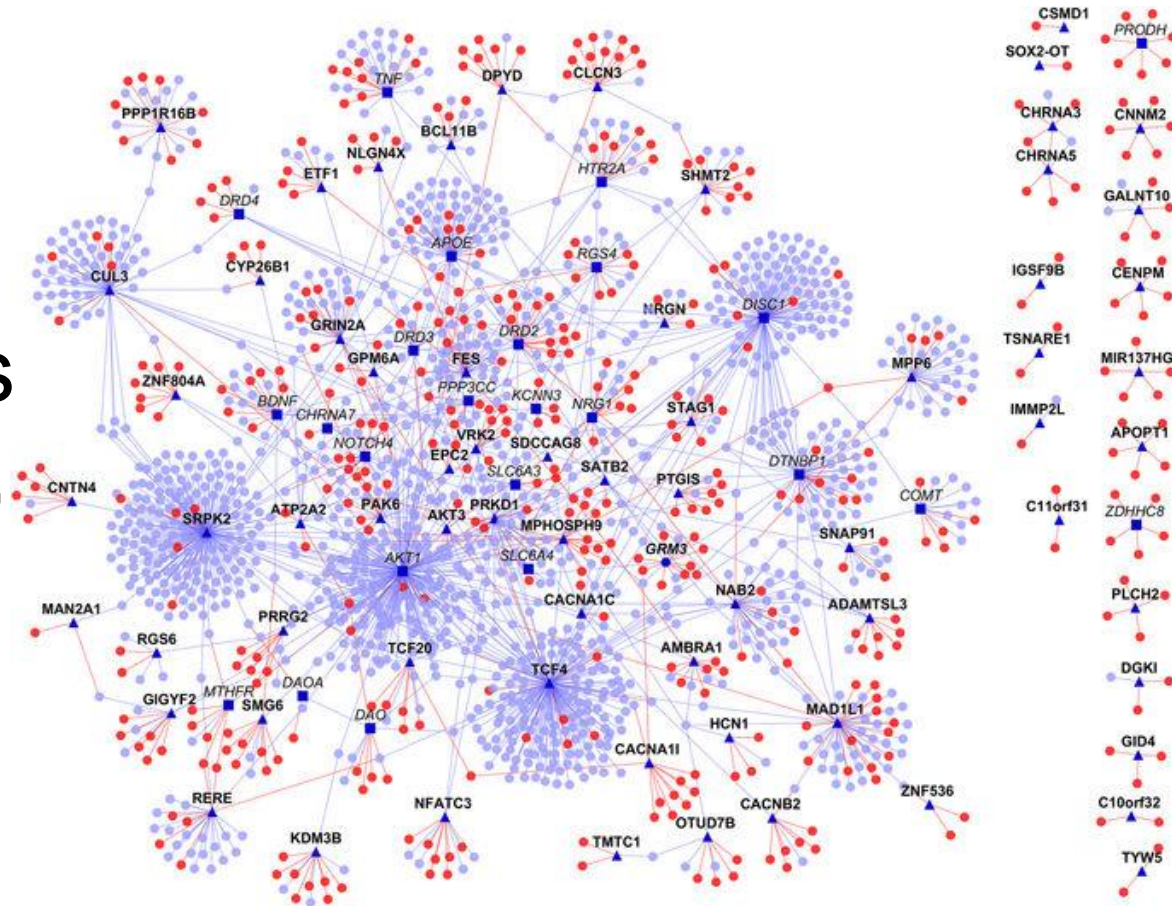 CSMD1
PRODH
SOX2-OT
TNF
DPYD
CLCN3
PPP1R16B
BCL11B
CHRNA3
CNNM2
NLGN4X
ETF1
HTR2A
SHMT2
CHRNA5
DRD4
GALNT10
APOE
RGS4
CYP26B1
CUL3
IGSF9B
CENPM
DISC1
NRGN
GRIN2A
DRD3
DRD2
TSNARE1
GPM6A
FES
MIR137HG
MPP6
ZNF804A
PPP3CC
KCNN3
BDNF
NRG1
STAG1
IMMP2L
CHRNA7
VRK2
APOPT1
NOTCH4
EPC2
SDCCAG8
SLC6A3
SATB2
DTNBP1
PTGIS
CNTN4
COMT
C11orf31
PAK6
PRKD1
ZDHHC8
SRPK2
ATP2A2
AKT3
MPHOSPH9
SNAP91
AKT1
SLC6A4
GRM3
PLCH2
MAN2A1
CACNA1C
NAB2
ADAMTSL3
PRRG2
RGS6
TCF20
AMBRA1
TCF4
DGKI
DAOA
GIGYF2
MTHFR
SMG6
DAO
MAD1L1
HCN1
GID4
CACNA1I
ZNF536
RERE
NFATC3
CACNB2
C10orf32
OTUD7B
KDM3B
TMTC1
TYW5